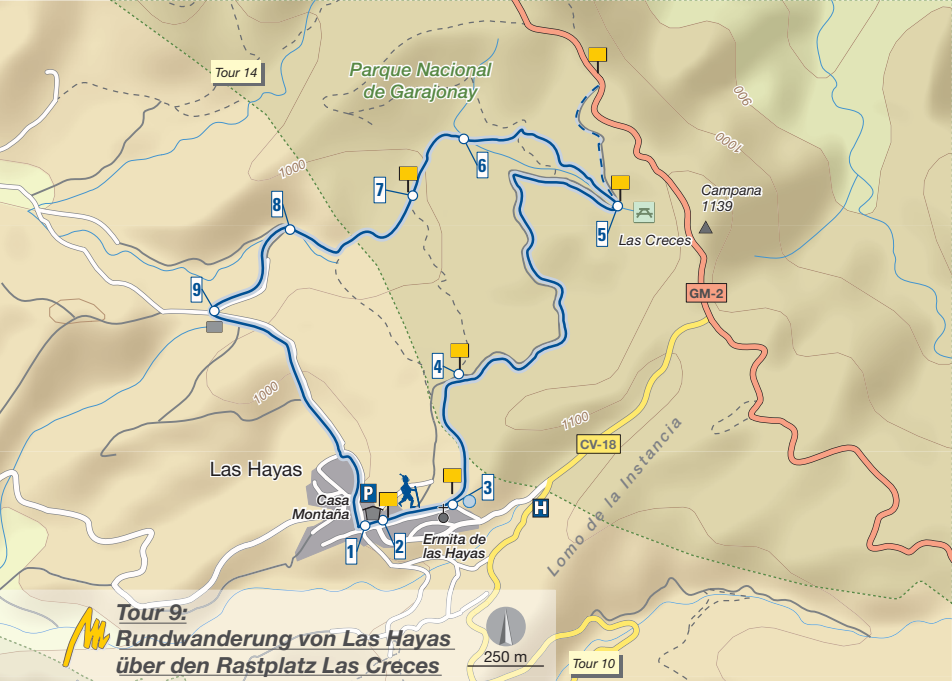 Tour 14
Parque Nacional
de Garajonay
900
1000
1000
6
7
8
5
Campana
1139
Las Creces
9
GM-2
4
1000
1100
CV-18
Lomo de la Instancia
Las Hayas
P
Casa
Montaña
3
H
1
2
Ermita de
las Hayas
Tour 9:
Rundwanderung von Las Hayas
über den Rastplatz Las Creces
250 m
Tour 10